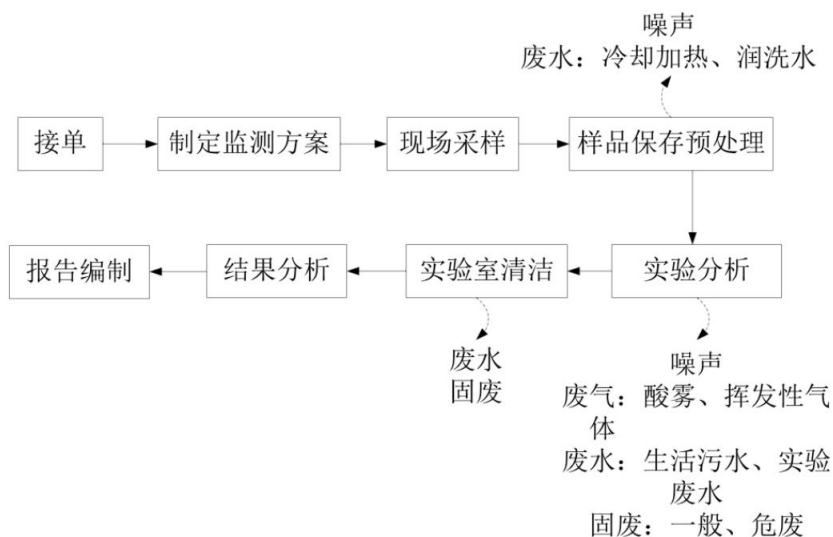 噪声
废水：冷却加热、润洗水
接单
制定监测方案
现场采样
样品保存预处理
报告编制
结果分析
实验室清洁
实验分析
废水
固废
噪声
废气：酸雾、挥发性气
体
废水：生活污水、实验
废水
固废：一般、危废